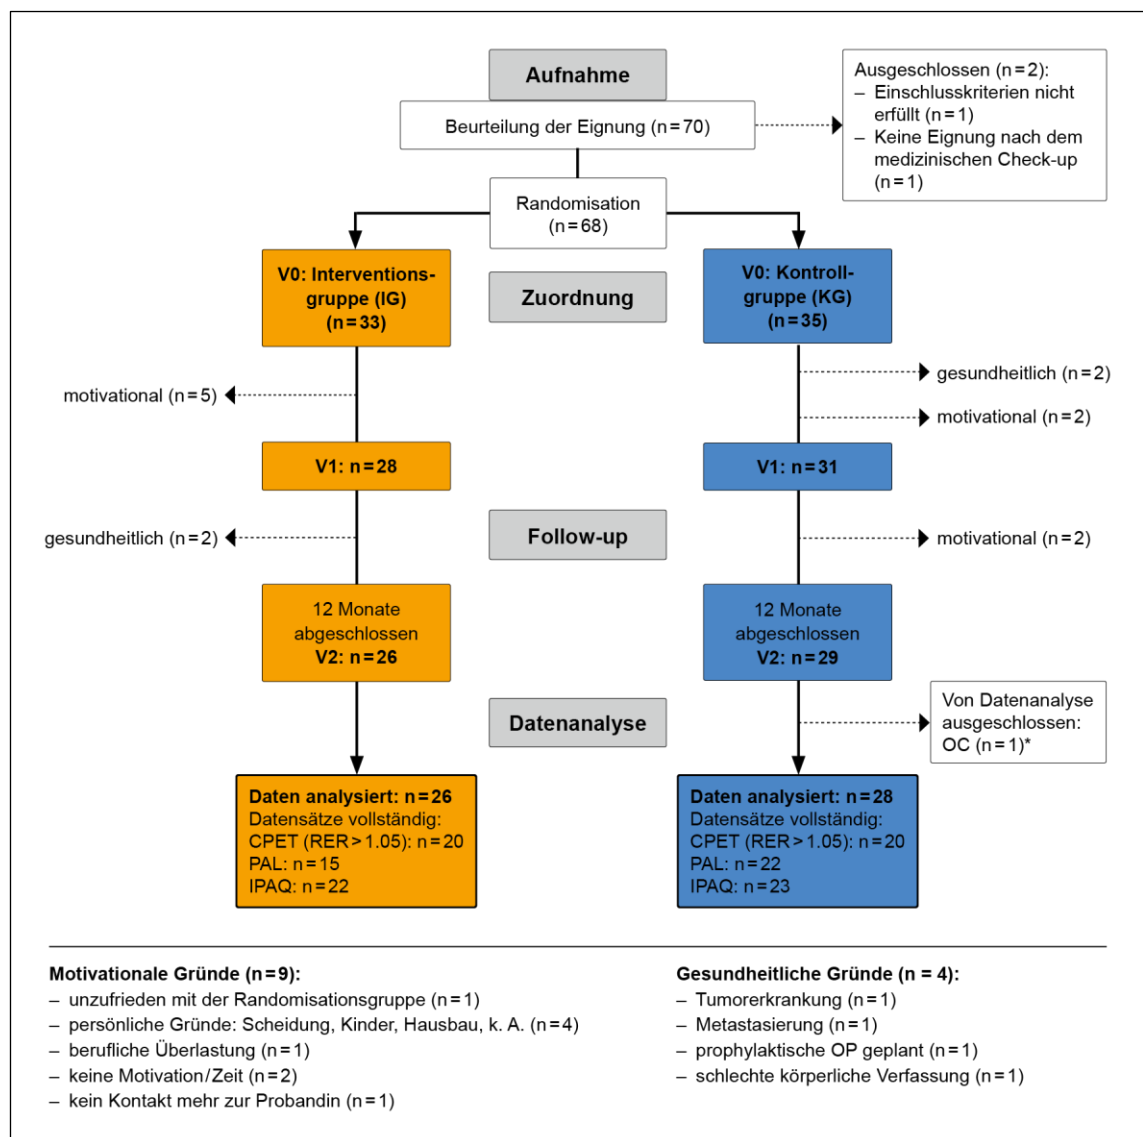 Aufnahme
Beurteilung der Eignung (n=70)
Ausgeschlossen (n=2):
– Einschlusskriterien nicht
erfüllt (n=1)
– Keine Eignung nach dem
medizinischen Check-up
(n=1)
Randomisation
(n=68)
V0: Interventions-
gruppe (IG)
(n=33)
Zuordnung
V0: Kontroll-
gruppe (KG)
(n=35)
motivational (n=5)
gesundheitlich (n=2)
motivational (n=2)
V1: n=28
V1: n=31
gesundheitlich (n=2)
Follow-up
motivational (n=2)
12 Monate
abgeschlossen
V2: n=26
12 Monate
abgeschlossen
V2: n=29
Datenanalyse
Von Datenanalyse
ausgeschlossen:
OC (n=1)*
Daten analysiert: n=26
Datensätze vollständig:
CPET (RER>1.05): n=20
PAL: n=15
IPAQ: n=22
Daten analysiert: n=28
Datensätze vollständig:
CPET (RER>1.05): n=20
PAL: n=22
IPAQ: n=23
Motivationale Gründe (n=9):
– unzufrieden mit der Randomisationsgruppe (n=1)
– persönliche Gründe: Scheidung, Kinder, Hausbau, k. A. (n=4)
– berufliche Überlastung (n=1)
– keine Motivation/Zeit (n=2)
– kein Kontakt mehr zur Probandin (n=1)
Gesundheitliche Gründe (n = 4):
– Tumorerkrankung (n=1)
– Metastasierung (n=1)
– prophylaktische OP geplant (n=1)
– schlechte körperliche Verfassung (n=1)